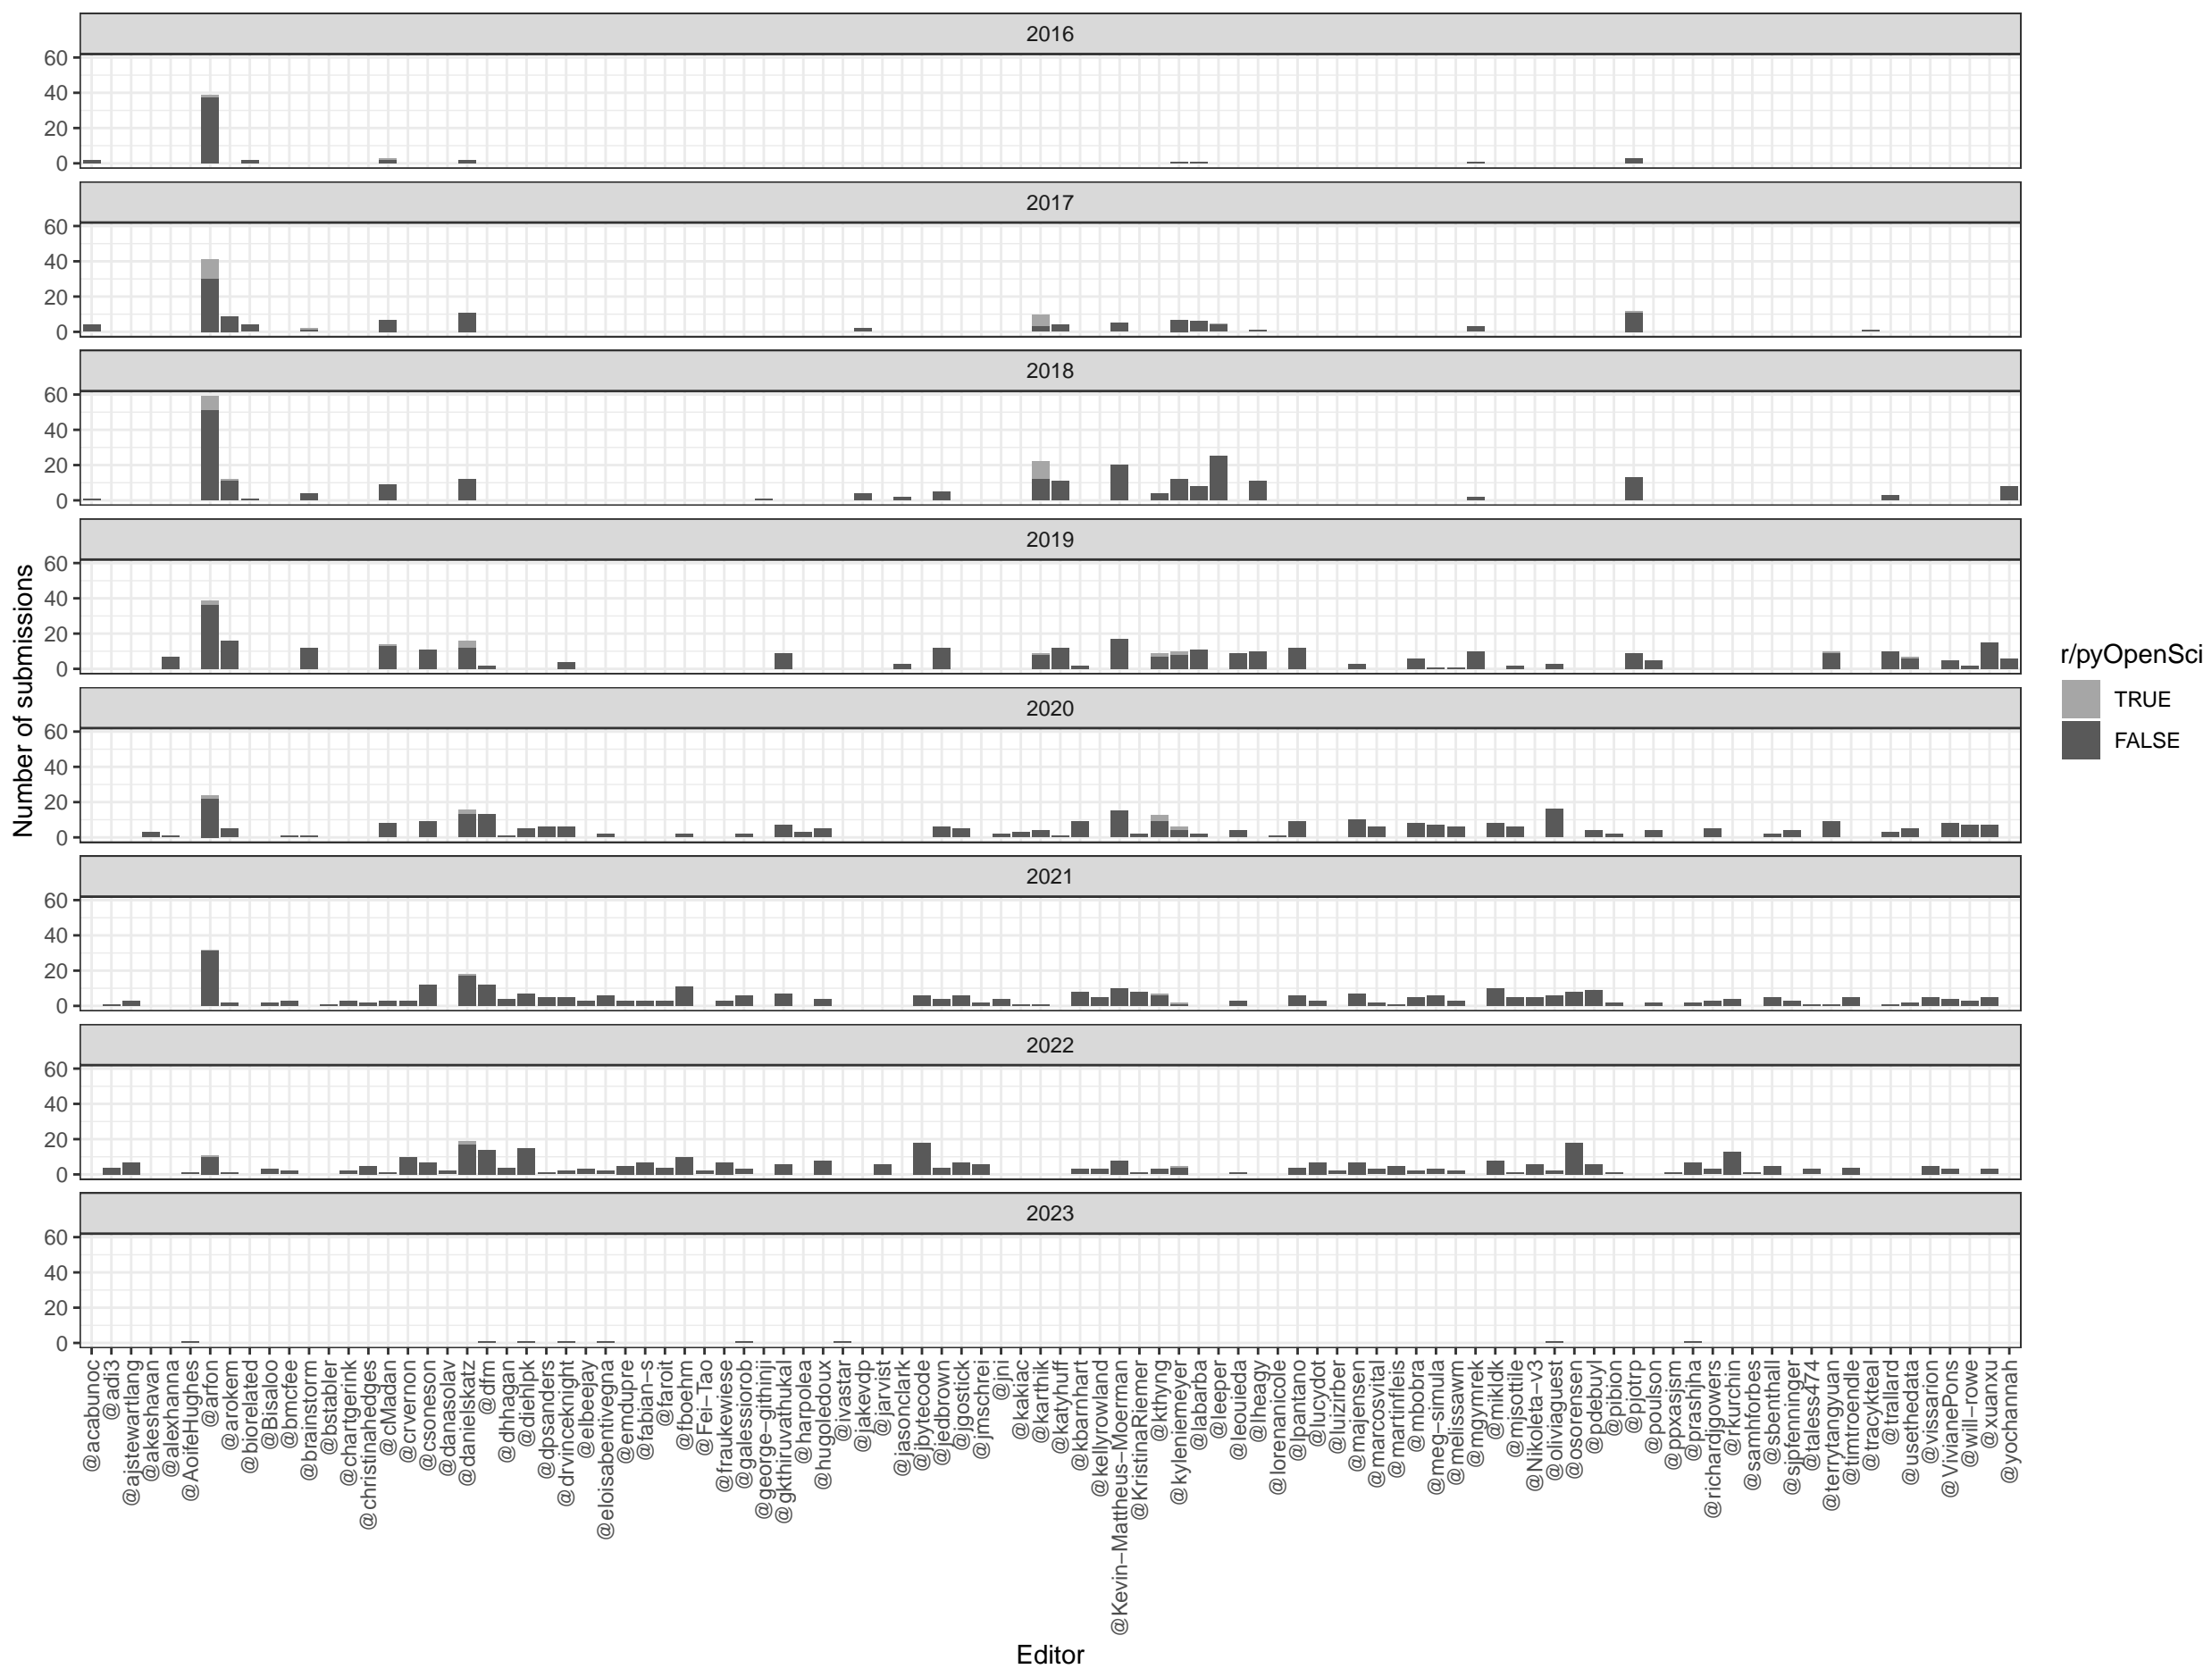 2016
60
40
20
0
2017
60
40
20
0
2018
60
40
20
0
2019
60
40
20
0
2020
60
40
20
0
2021
60
40
20
0
2022
60
40
20
0
2023
60
40
20
0
Number of submissions
@acabunoc
@adi3
@ajstewartlang
@akeshavan
@alexhanna
@AoifeHughes
@arfon
@arokem
@biorelated
@Bisaloo
@bmcfee
@brainstorm
@bstabler
@chartgerink
@christinahedges
@cMadan
@crvernon
@csoneson
@danasolav
@danielskatz
@dfm
@dhhagan
@diehlpk
@dpsanders
@drvinceknight
@elbeejay
@eloisabentivegna
@emdupre
@fabian−s
@faroit
@fboehm
@Fei−Tao
@fraukewiese
@galessiorob
@george−githinji
@gkthiruvathukal
@harpolea
@hugoledoux
@ivastar
@jakevdp
@jarvist
@jasonclark
@jbytecode
@jedbrown
@jgostick
@jmschrei
@jni
@kakiac
@karthik
@katyhuff
@kbarnhart
@kellyrowland
@Kevin−Mattheus−Moerman
@KristinaRiemer
@kthyng
@kyleniemeyer
@labarba
@leeper
@leouieda
@lheagy
@lorenanicole
@lpantano
@lucydot
@luizirber
@majensen
@marcosvital
@martinfleis
@mbobra
@meg−simula
@melissawm
@mgymrek
@mikldk
@mjsottile
@Nikoleta−v3
@oliviaguest
@osorensen
@pdebuyl
@pibion
@pjotrp
@poulson
@ppxasjsm
@prashjha
@richardjgowers
@rkurchin
@samhforbes
@sbenthall
@sjpfenninger
@taless474
@terrytangyuan
@timtroendle
@tracykteal
@trallard
@usethedata
@vissarion
@VivianePons
@will−rowe
@xuanxu
@yochannah
Editor
r/pyOpenSci
TRUE
FALSE